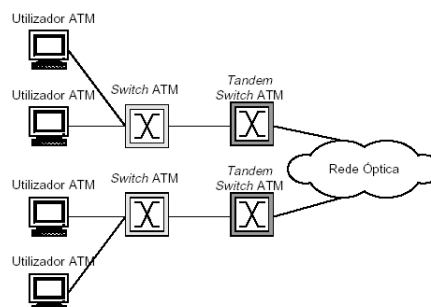 Utilizador ATM
Utilizador ATM
Switch ATM
Tandem
Switch ATM
Rede Óptica
Utilizador ATM
Switch ATM
Tandem
Switch ATM
Utilizador ATM